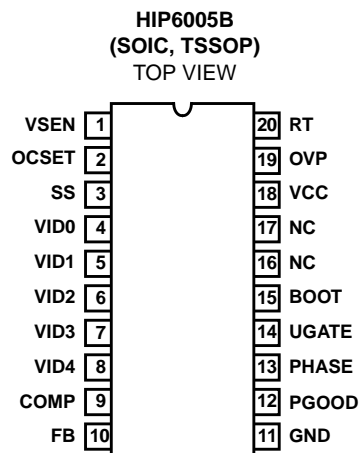 HIP6005B
(SOIC, TSSOP)
TOP VIEW
VSEN 1 20 RT
OCSET 2 19 OVP
SS 3 18 VCC
VID0 4 17 NC
VID1 5 16 NC
VID2 6 15 BOOT
VID3 7 14 UGATE
VID4 8 13 PHASE
COMP 9 12 PGOOD
FB 10 11 GND